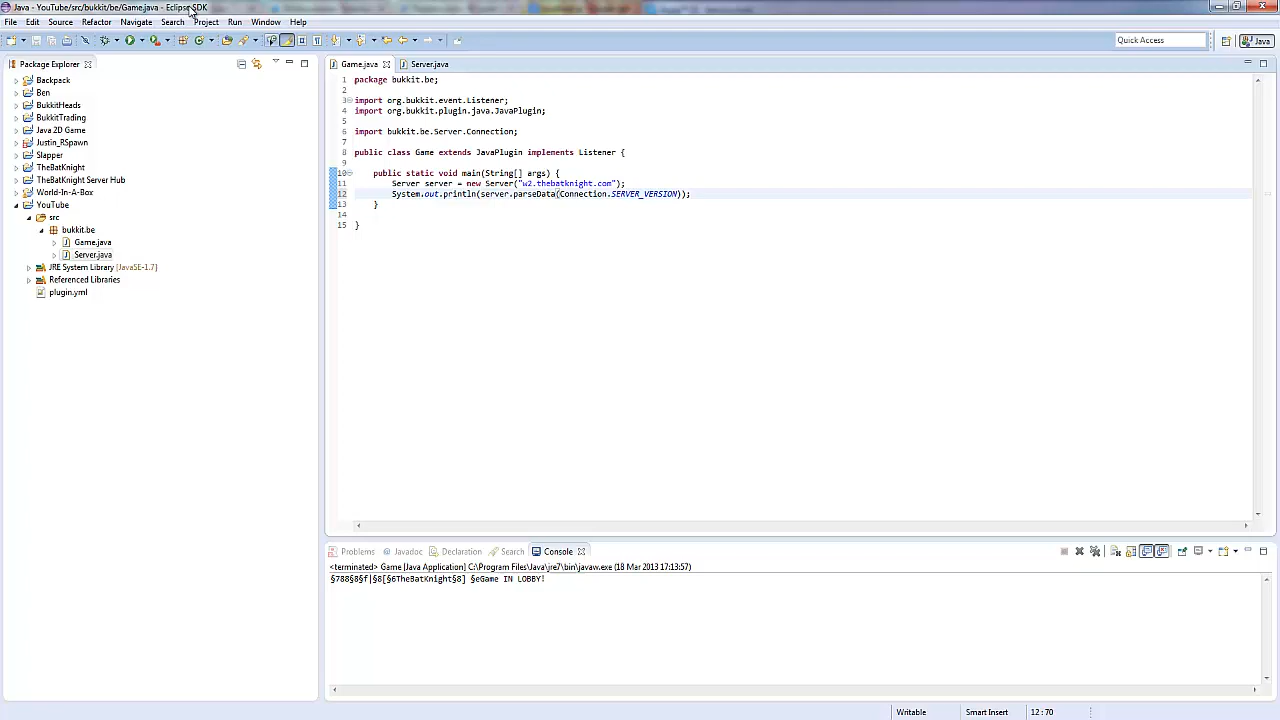 Java - YouTube/src/bukkit/be/Game.java - Eclipse SDK
File Edit Source Refactor Navigate Search Project Run Window Help
Quick Access
Java
Package Explorer
Game.java
Server.java
Backpack
Ben
BukkitHeads
BukkitTrading
Java 2D Game
Justin_RSpawn
Slapper
TheBatKnight
TheBatKnight Server Hub
World-In-A-Box
YouTube
src
bukkit.be
Game.java
Server.java
JRE System Library [JavaSE-1.7]
Referenced Libraries
plugin.yml
1 package bukkit.be;
2
3 import org.bukkit.event.Listener;
4 import org.bukkit.plugin.java.JavaPlugin;
5
6 import bukkit.be.Server.Connection;
7
8 public class Game extends JavaPlugin implements Listener {
9
10 public static void main(String[] args) {
11 Server server = new Server("w2.thebatknight.com");
12 System.out.println(server.parseData(Connection.SERVER_VERSION));
13 }
14
15 }
Problems @ Javadoc Declaration Search Console
<terminated> Game [Java Application] C:\Program Files\Java\jre7\bin\javaw.exe (18 Mar 2013 17:13:57)
§788§8§f|§8[§6TheBatKnight§8] §eGame IN LOBBY!
Writable Smart Insert 12:70